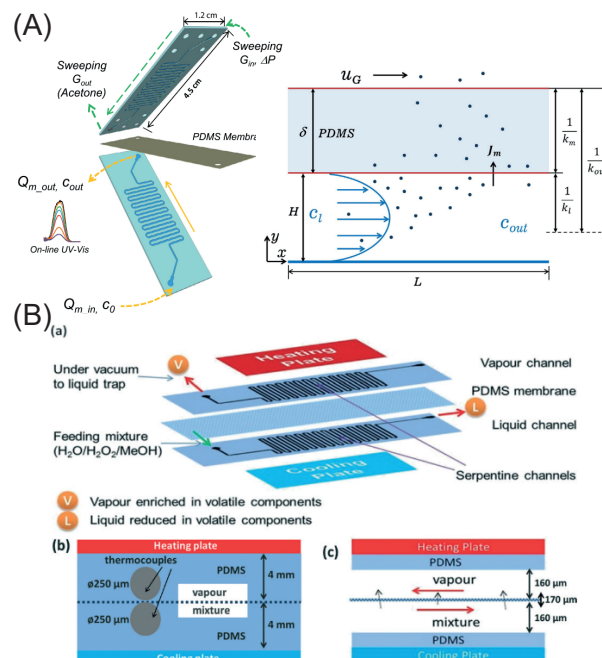 (A)
1.2 cm
Sweeping
G_in, ΔP
Sweeping
G_out
(Acetone)
4.5 cm
PDMS Membra
Q_m_out, c_out
On-line UV-Vis
Q_m_in, c_0
u_G
δ PDMS
J_m
1/k_m
1/k_ov
1/k_l
H
c_l
c_out
y
x
L
(B)
(a)
Heating
Plate
V
Under vacuum
to liquid trap
Vapour channel
PDMS membrane
L
Liquid channel
Feeding mixture
(H₂O/H₂O₂/MeOH)
Cooling
Plate
Serpentine channels
V Vapour enriched in volatile components
L Liquid reduced in volatile components
(b)
Heating plate
thermocouples
PDMS
ø250 µm
4 mm
vapour
mixture
ø250 µm
PDMS
4 mm
(c)
Heating Plate
PDMS
vapour
160 µm
170 µm
mixture
160 µm
PDMS
Cooling Plate